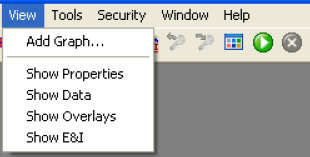 View Tools Security Window Help
Add Graph...
Show Properties
Show Data
Show Overlays
Show E&I